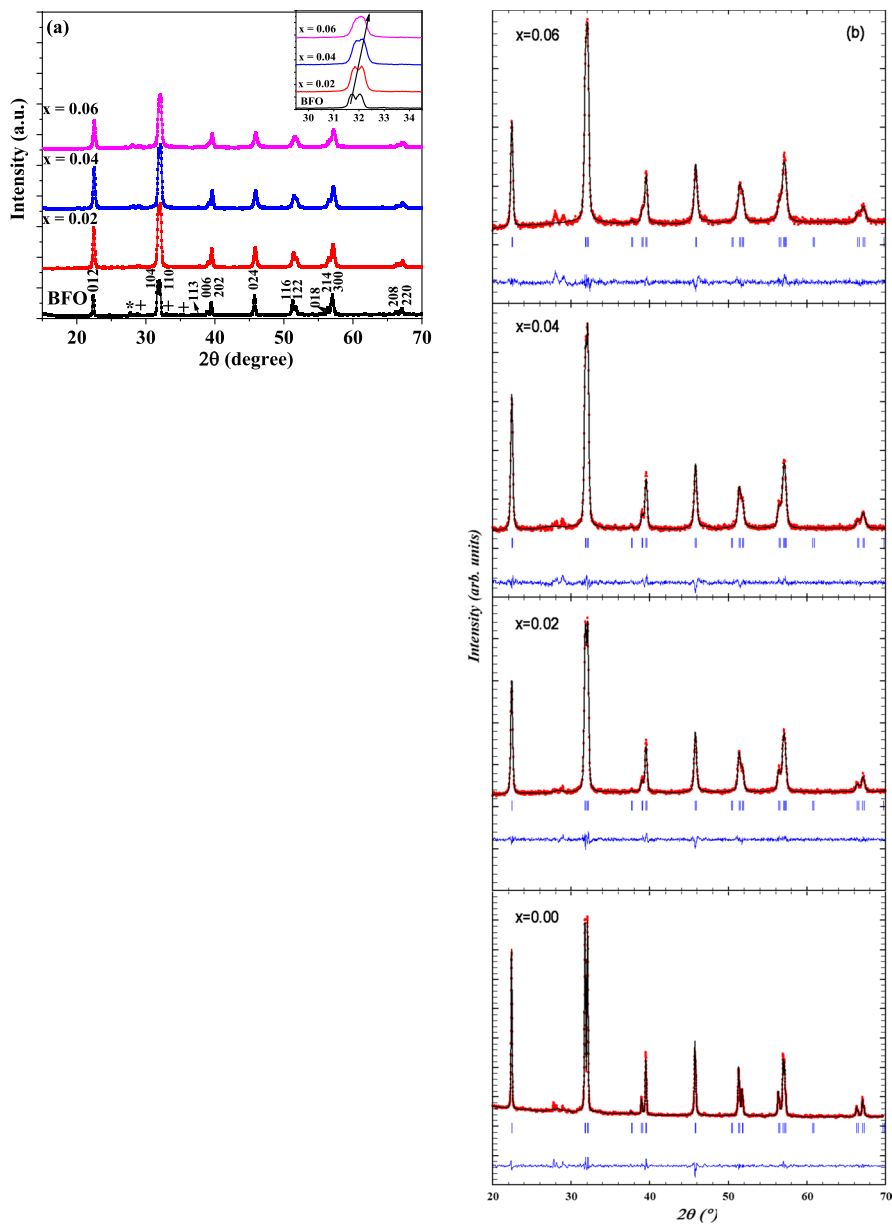 (a)
x = 0.06
x = 0.04
x = 0.02
BFO
30 31 32 33 34
x = 0.06
x = 0.04
x = 0.02
BFO
012
*
+
104
+
110
+
113
006
202
024
116
122
018
214
300
208
220
Intensity (a.u.)
20 30 40 50 60 70
2θ (degree)
(b)
x=0.06
x=0.04
x=0.02
x=0.00
Intensity (arb. units)
20 30 40 50 60 70
2θ (°)